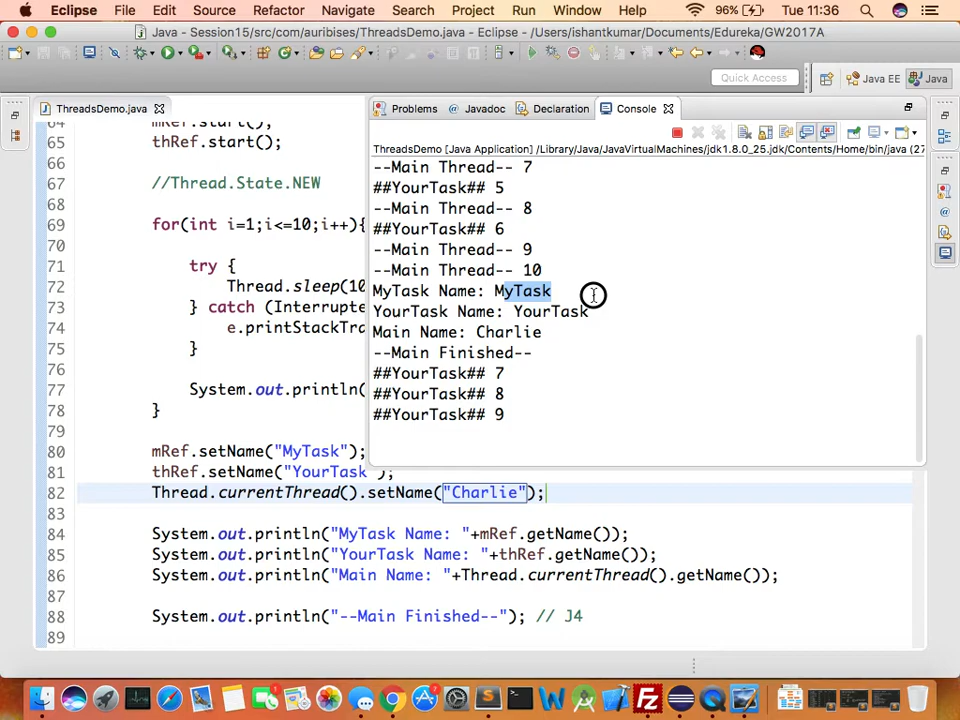 Eclipse File Edit Source Refactor Navigate Search Project Run Window Help 96% Tue 11:36
Java - Session15/src/com/auribises/ThreadsDemo.java - Eclipse - /Users/ishantkumar/Documents/Edureka/GW2017A
Quick Access Java EE Java
ThreadsDemo.java Problems Javadoc Declaration Console
ThreadsDemo [Java Application] /Library/Java/JavaVirtualMachines/jdk1.8.0_25.jdk/Contents/Home/bin/java (27
64 mRef.start();
65 thRef.start();
66
67 //Thread.State.NEW
68
69 for(int i=1;i<=10;i++){
70
71 try {
72 Thread.sleep(10
73 } catch (Interrupte
74 e.printStackTra
75 }
76
77 System.out.println(
78 }
79
80 mRef.setName("MyTask");
81 thRef.setName("YourTask");
82 Thread.currentThread().setName("Charlie");
83
84 System.out.println("MyTask Name: "+mRef.getName());
85 System.out.println("YourTask Name: "+thRef.getName());
86 System.out.println("Main Name: "+Thread.currentThread().getName());
87
88 System.out.println("--Main Finished--"); // J4
89
--Main Thread-- 7
##YourTask## 5
--Main Thread-- 8
##YourTask## 6
--Main Thread-- 9
--Main Thread-- 10
MyTask Name: MyTask
YourTask Name: YourTask
Main Name: Charlie
--Main Finished--
##YourTask## 7
##YourTask## 8
##YourTask## 9